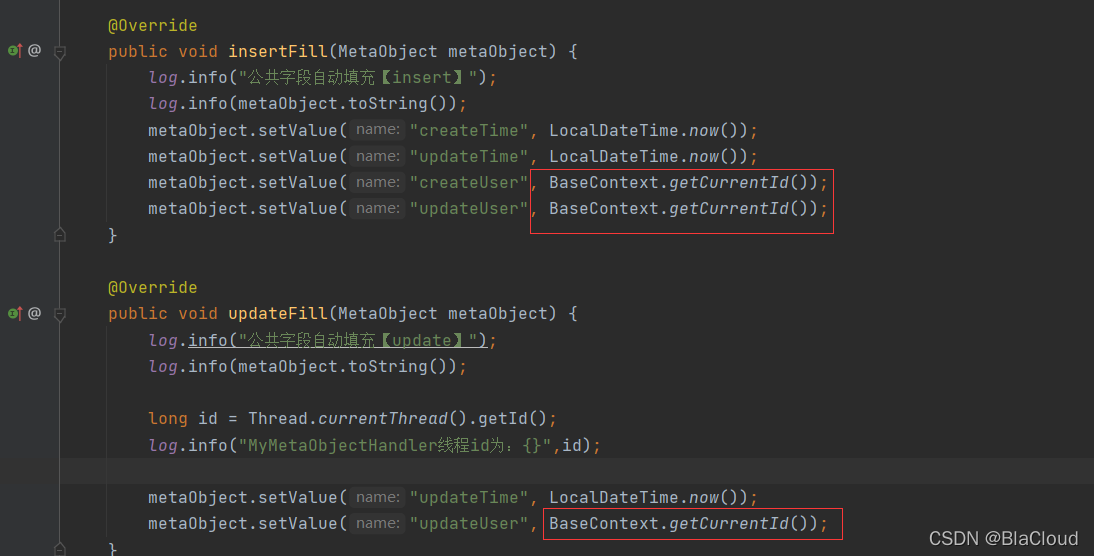 @Override
public void insertFill(MetaObject metaObject) {
log.info("公共字段自动填充【insert】");
log.info(metaObject.toString());
metaObject.setValue( name: "createTime", LocalDateTime.now());
metaObject.setValue( name: "updateTime", LocalDateTime.now());
metaObject.setValue( name: "createUser", BaseContext.getCurrentId());
metaObject.setValue( name: "updateUser", BaseContext.getCurrentId());
}
@Override
public void updateFill(MetaObject metaObject) {
log.info("公共字段自动填充【update】");
log.info(metaObject.toString());
long id = Thread.currentThread().getId();
log.info("MyMetaObjectHandler线程id为：{}",id);
metaObject.setValue( name: "updateTime", LocalDateTime.now());
metaObject.setValue( name: "updateUser", BaseContext.getCurrentId());
}
CSDN @BlaCloud